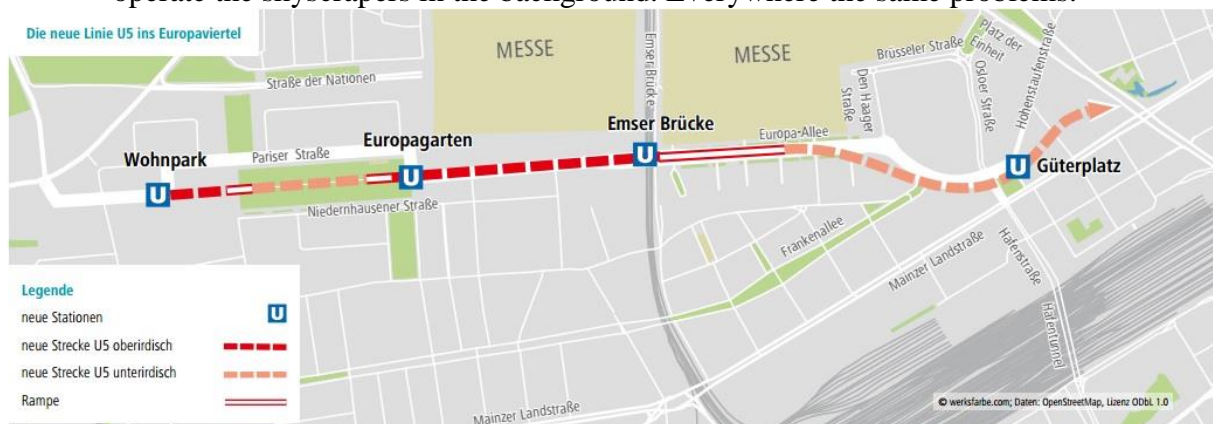 operate the skyscrapers in the background. Everywhere the same problems.
Die neue Linie U5 ins Europaviertel
MESSE
Emser Brücke
MESSE
Brüsseler Straße
Platz der
Einheit
Hohenstaufenstraße
Straße der Nationen
Den Haager
Straße
Osloer Straße
Emser Brücke
Europagarten
Europa-Allee
Wohnpark
Pariser Straße
U
U
U
U
Güterplatz
Niedernhausener Straße
Frankenallee
Mainzer Landstraße
Hafenstraße
Hafentunnel
Legende
neue Stationen
U
neue Strecke U5 oberirdisch
neue Strecke U5 unterirdisch
Rampe
Mainzer Landstraße
© werksfarbe.com; Daten: OpenStreetMap, Lizenz ODbL 1.0